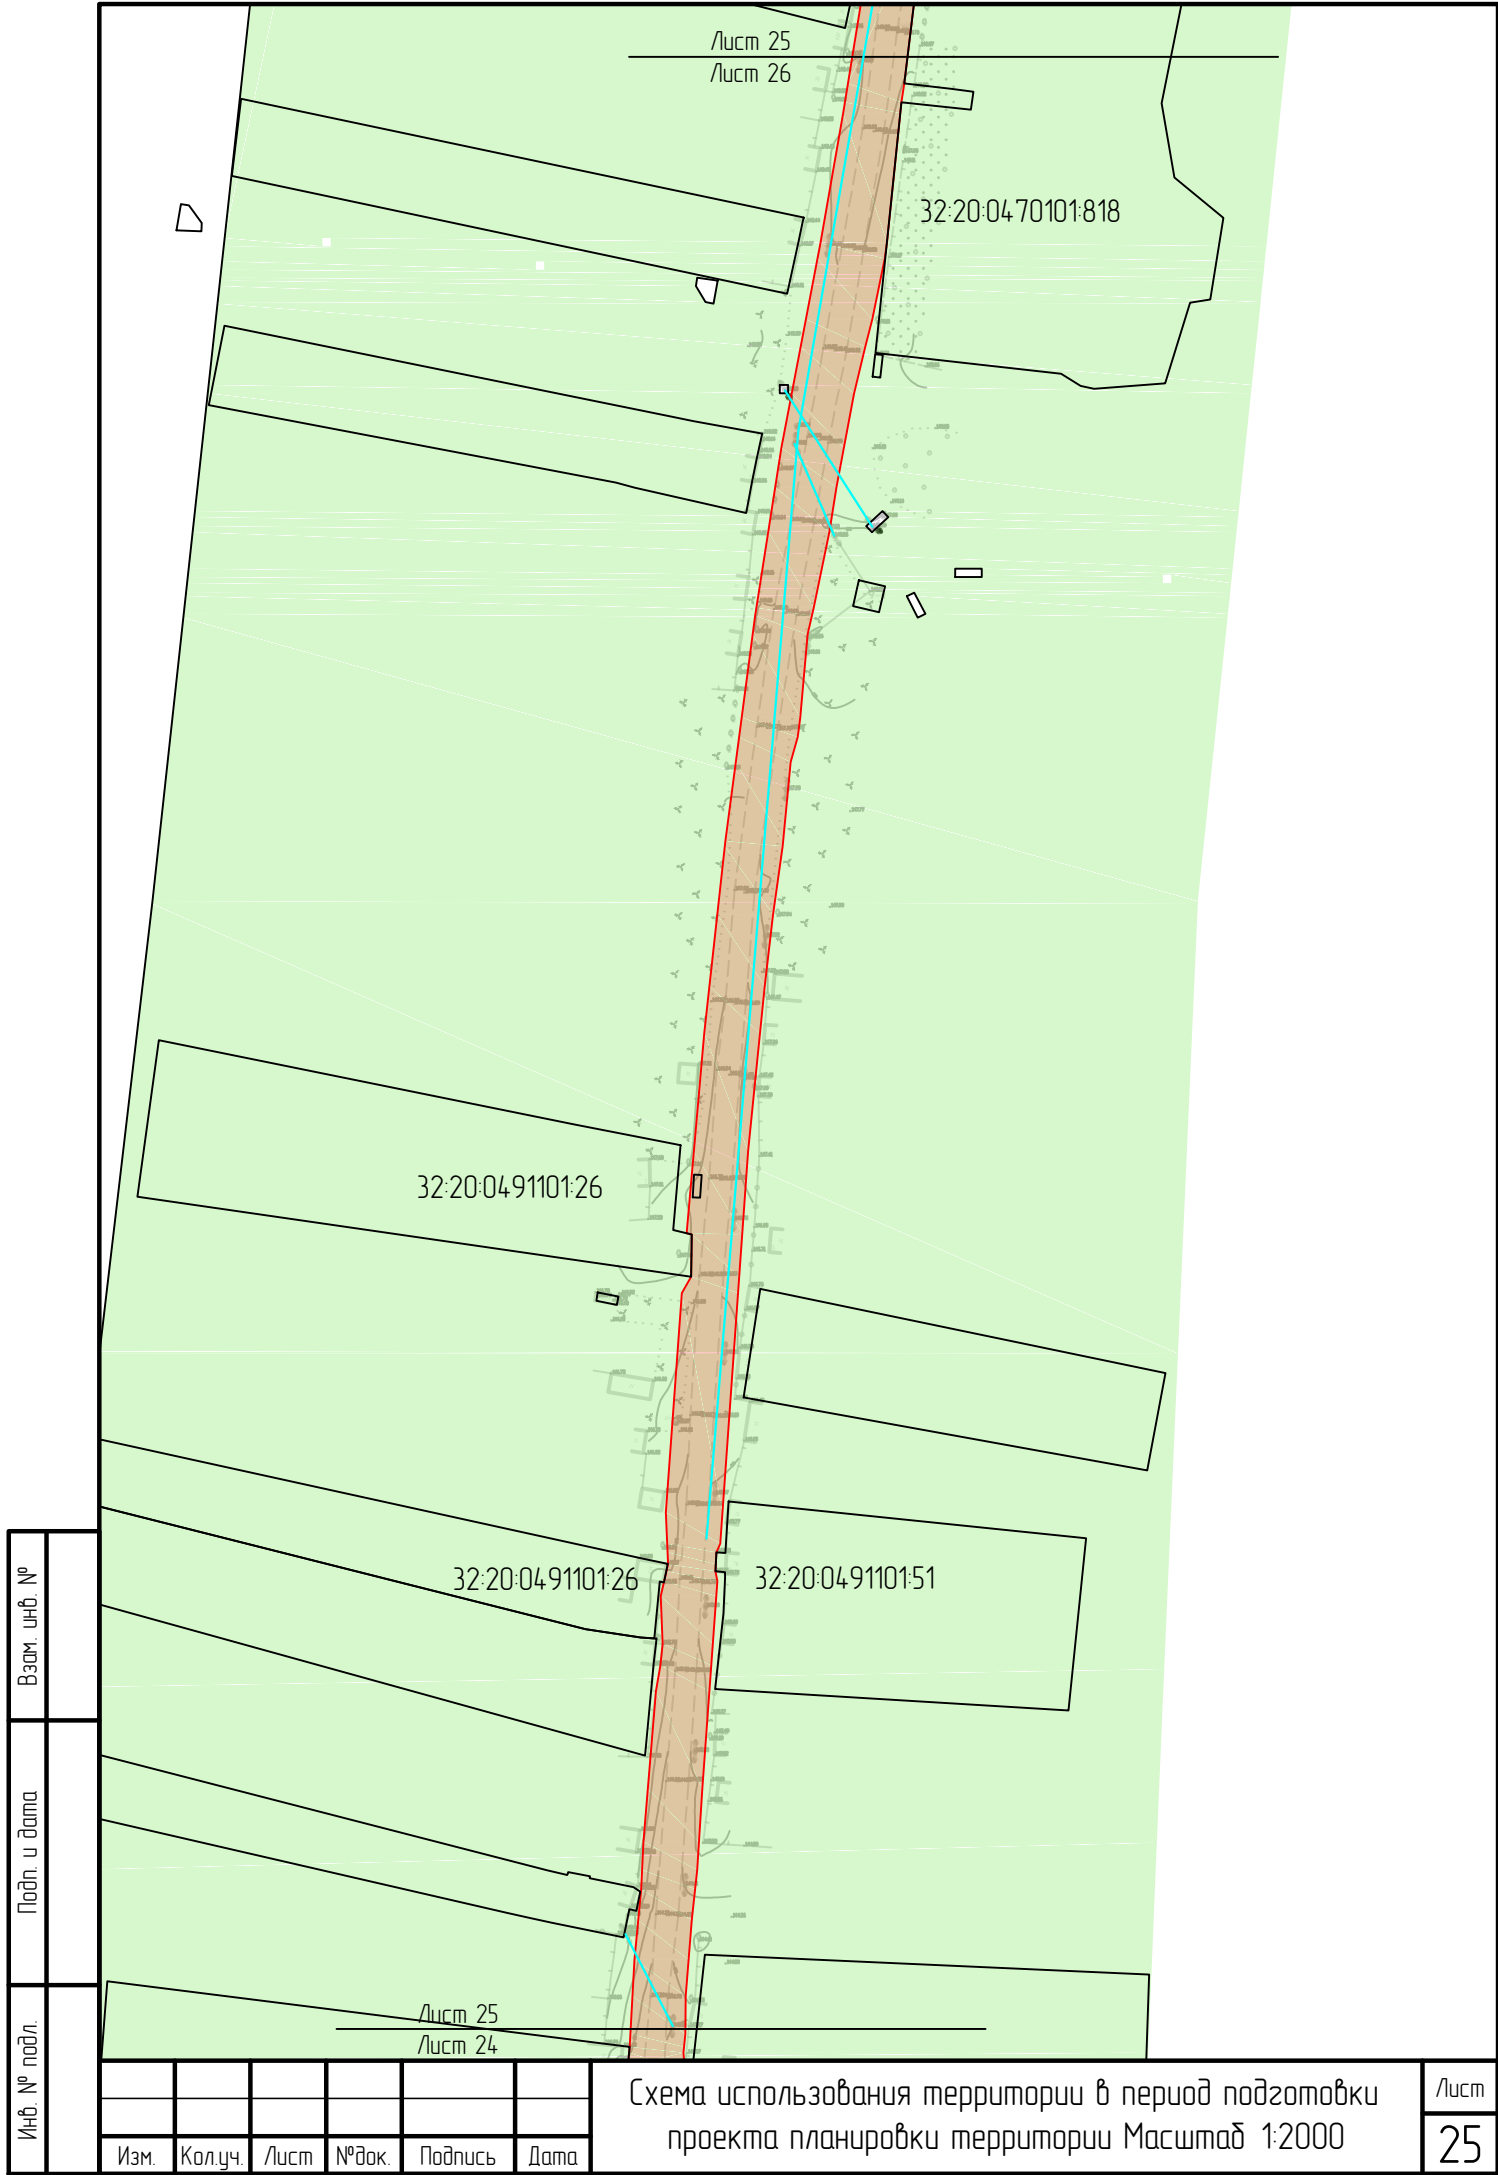 Лист 25
Лист 26
32:20:0470101:818
32:20:0491101:26
32:20:0491101:26
32:20:0491101:51
Лист 25
Лист 24
Взам. инв. №
Подп. и дата
Инв. № подл.
Изм. Кол.уч. Лист №док. Подпись Дата
Схема использования территории в период подготовки
проекта планировки территории Масштаб 1:2000
Лист
25